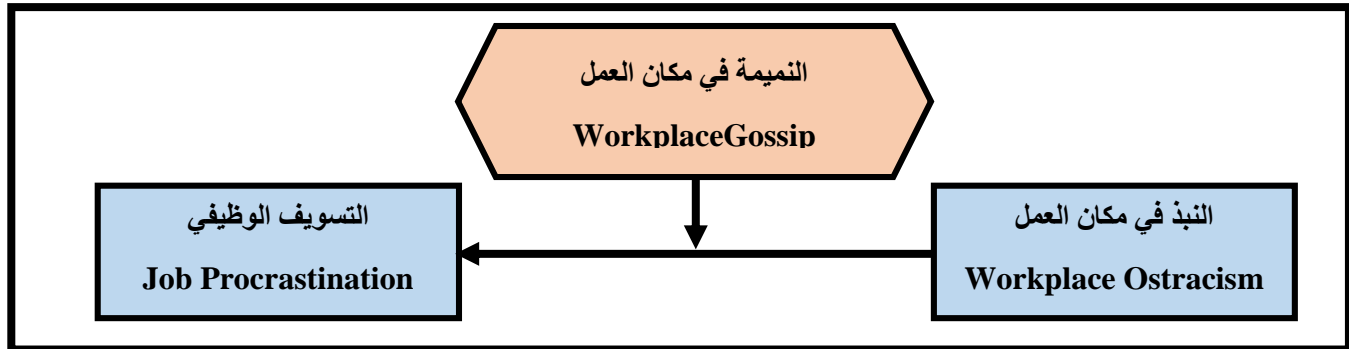 النميمة في مكان العمل
WorkplaceGossip
النبذ في مكان العمل
Workplace Ostracism
التسويف الوظيفي
Job Procrastination